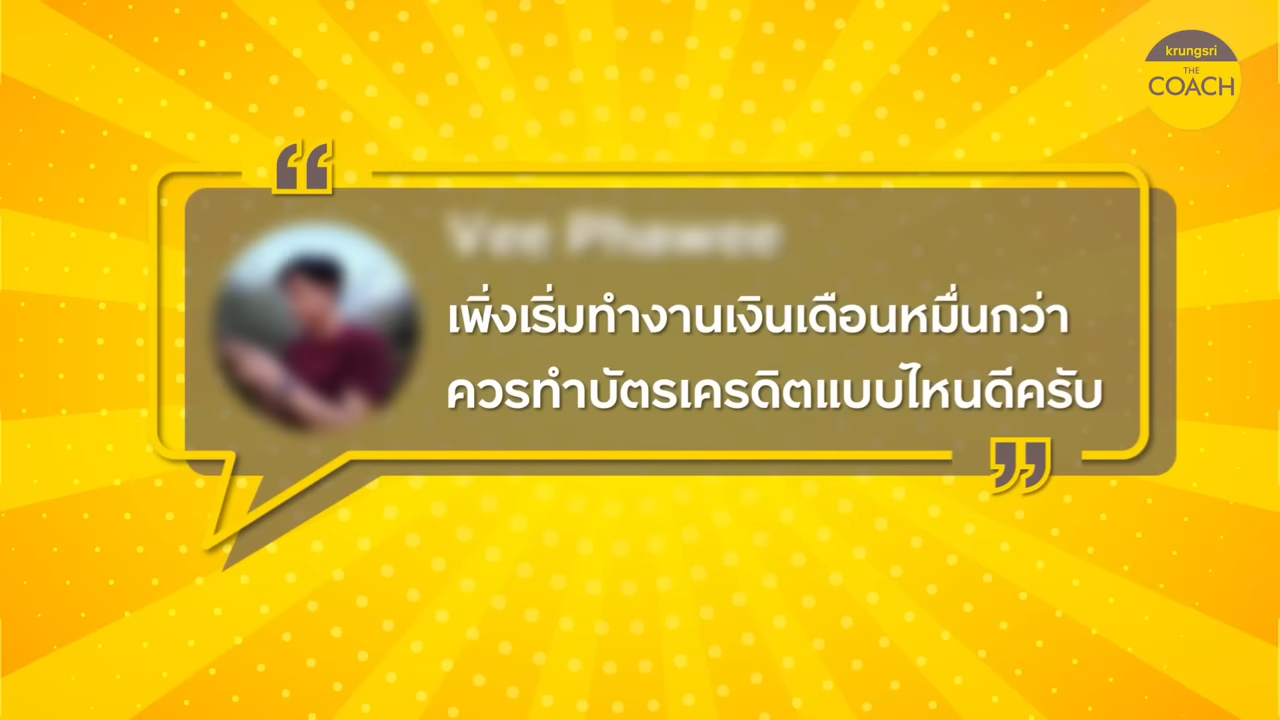 krungsri
THE
COACH
เพิ่งเริ่มทำงานเงินเดือนหมื่นกว่า
ควรทำบัตรเครดิตแบบไหนดีครับ